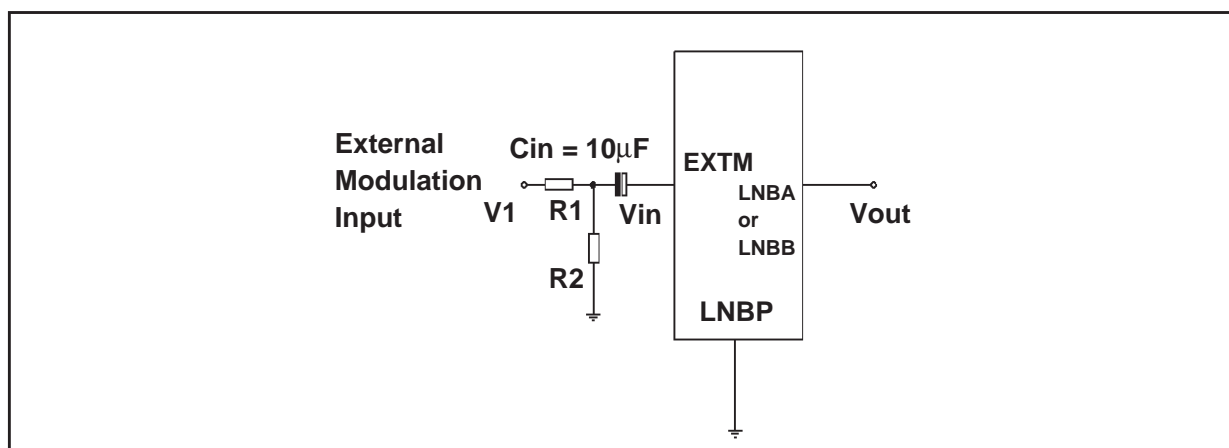 External
Modulation
Input
V1
R1
R2
Cin = 10μF
Vin
EXTM
LNBA
or
LNBB
LNBP
Vout